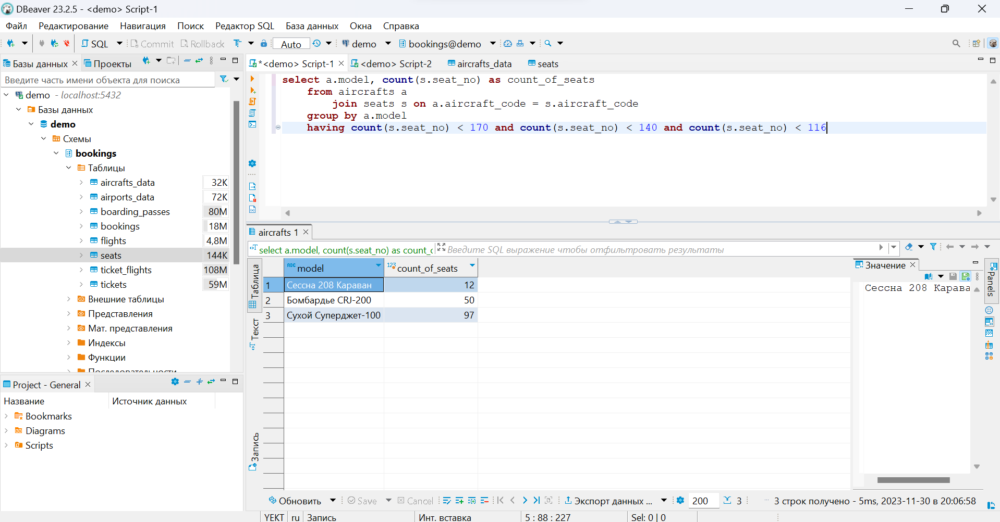 DBeaver 23.2.5 - <demo> Script-1
Файл Редактирование Навигация Поиск Редактор SQL База данных Окна Справка
SQL Commit Rollback Auto demo bookings@demo
Базы данных Проекты
*<demo> Script-1 <demo> Script-2 aircrafts_data seats
Введите часть имени объекта для поиска
demo - localhost:5432
Базы данных
demo
Схемы
bookings
Таблицы
aircrafts_data 32K
airports_data 72K
boarding_passes 80M
bookings 18M
flights 4,8M
seats 144K
ticket_flights 108M
tickets 59M
Внешние таблицы
Представления
Мат. представления
Индексы
Функции
Последовательности
select a.model, count(s.seat_no) as count_of_seats
from aircrafts a
join seats s on a.aircraft_code = s.aircraft_code
group by a.model
having count(s.seat_no) < 170 and count(s.seat_no) < 140 and count(s.seat_no) < 116
aircrafts 1
select a.model, count(s.seat_no) as count_c Введите SQL выражение чтобы отфильтровать результаты
Таблица
Текст
Запись
model count_of_seats
1 Сессна 208 Караван 12
2 Бомбардье CRJ-200 50
3 Сухой Суперджет-100 97
Значение
Сессна 208 Карава
Panels
Project - General
Название Источник данных
Bookmarks
Diagrams
Scripts
Обновить Save Cancel Экспорт данных ... 200 3 3 строк получено - 5ms, 2023-11-30 в 20:06:58
YEKT ru Запись Инт. вставка 5 : 88 : 227 Sel: 0 | 0